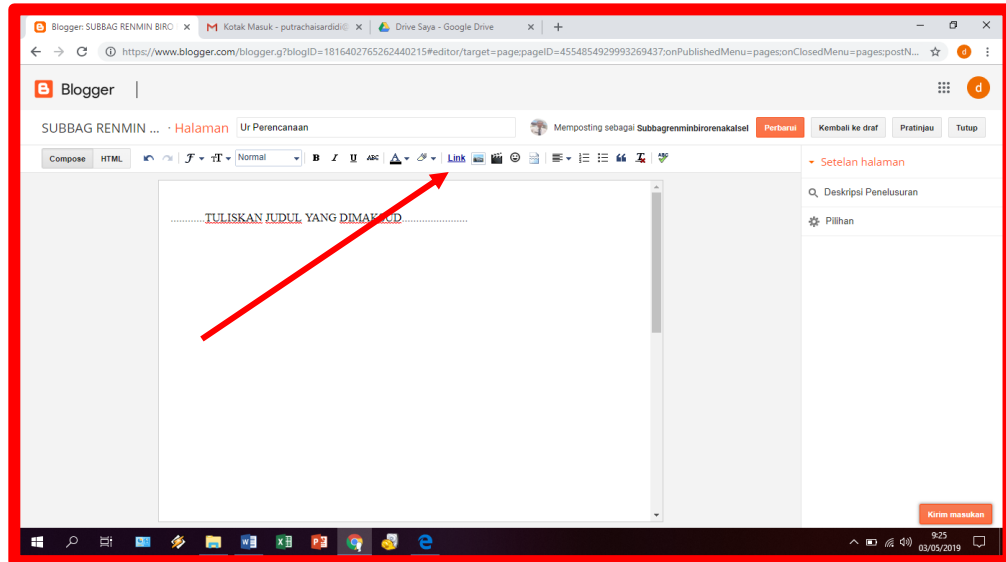 Blogger: SUBBAG RENMIN BIRO
Kotak Masuk - putrachaisardidi@
Drive Saya - Google Drive
https://www.blogger.com/blogger.g?blogID=1816402765262440215#editor/target=page;pageID=4554854929993269437;onPublishedMenu=pages;onClosedMenu=pages;postN...
d
Blogger
d
SUBBAG RENMIN ... · Halaman Ur Perencanaan
Memposting sebagai Subbagrenminbirorenakalsel Perbarui Kembali ke draf Pratinjau Tutup
Compose HTML Normal B I U ABC A Link
Setelan halaman
Deskripsi Penelusuran
Pilihan
...........TULISKAN JUDUL YANG DIMAKSUD......................
Kirim masukan
9:25
03/05/2019